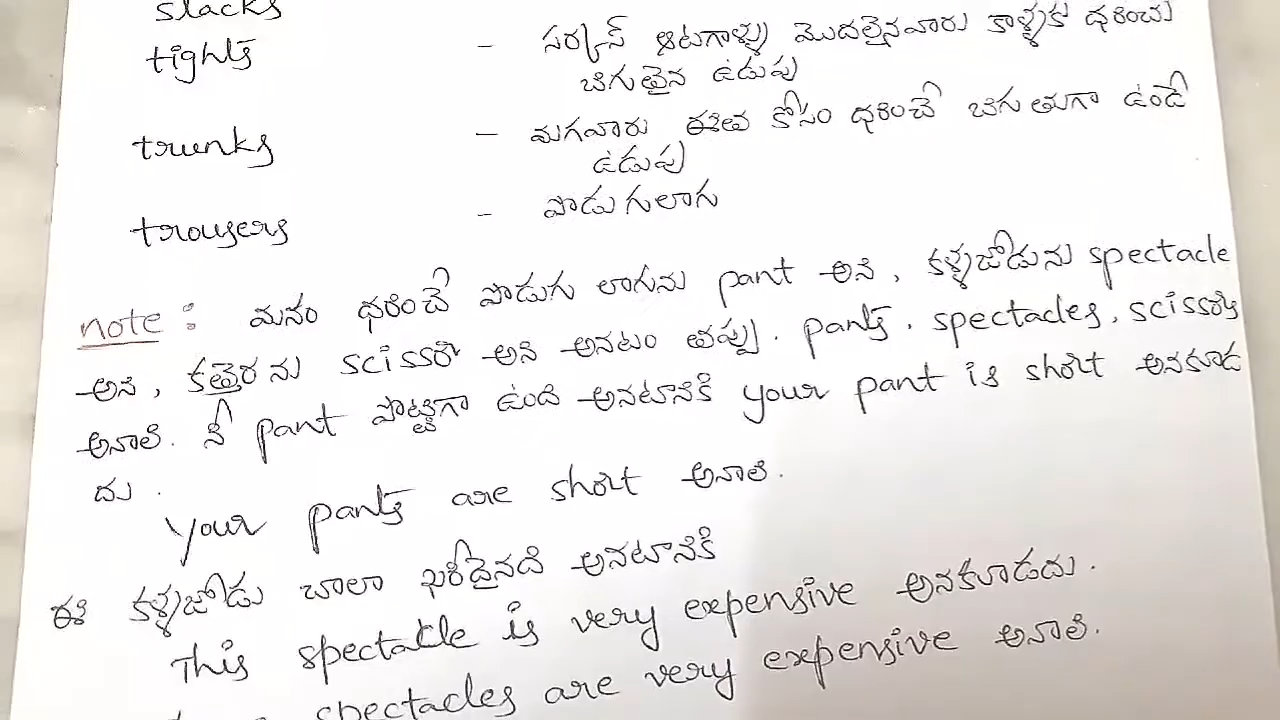 slacks
tights - సర్కస్ ఆటగాళ్ళు మొదలైనవారు కాళ్ళకు ధరించు
బిగుతైన ఉడుపు
trunks - మగవారు ఈత కోసం ధరించే బిగుతుగా ఉండే
ఉడుపు
trousers - పొడుగులాగు
note : మనం ధరించే పొడుగు లాగును pant అని , కళ్ళజోడును spectacle
అని , కత్తెరను scissor అని అనటం తప్పు . pants , spectacles, scissors
అనాలి . నీ pant పొట్టిగా ఉంది అనటానికి your pant is short అనకూడ
దు .
Your pants are short అనాలి .
ఈ కళ్ళజోడు చాలా ఖరీదైనది అనటానికి
This spectacle is very expensive అనకూడదు .
spectacles are very expensive అనాలి .